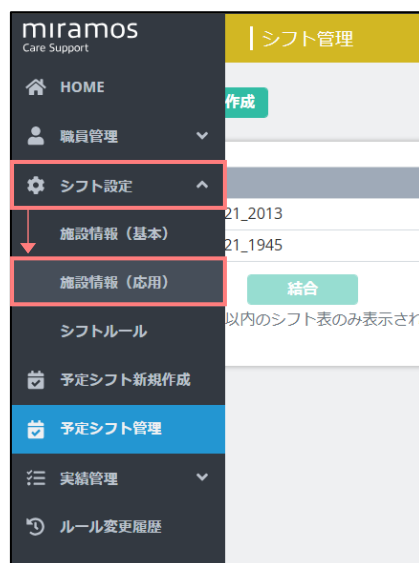 miramos
Care Support
シフト管理
HOME
作成
職員管理
シフト設定
21_2013
施設情報（基本）
21_1945
施設情報（応用）
結合
シフトルール
以内のシフト表のみ表示され
予定シフト新規作成
予定シフト管理
実績管理
ルール変更履歴